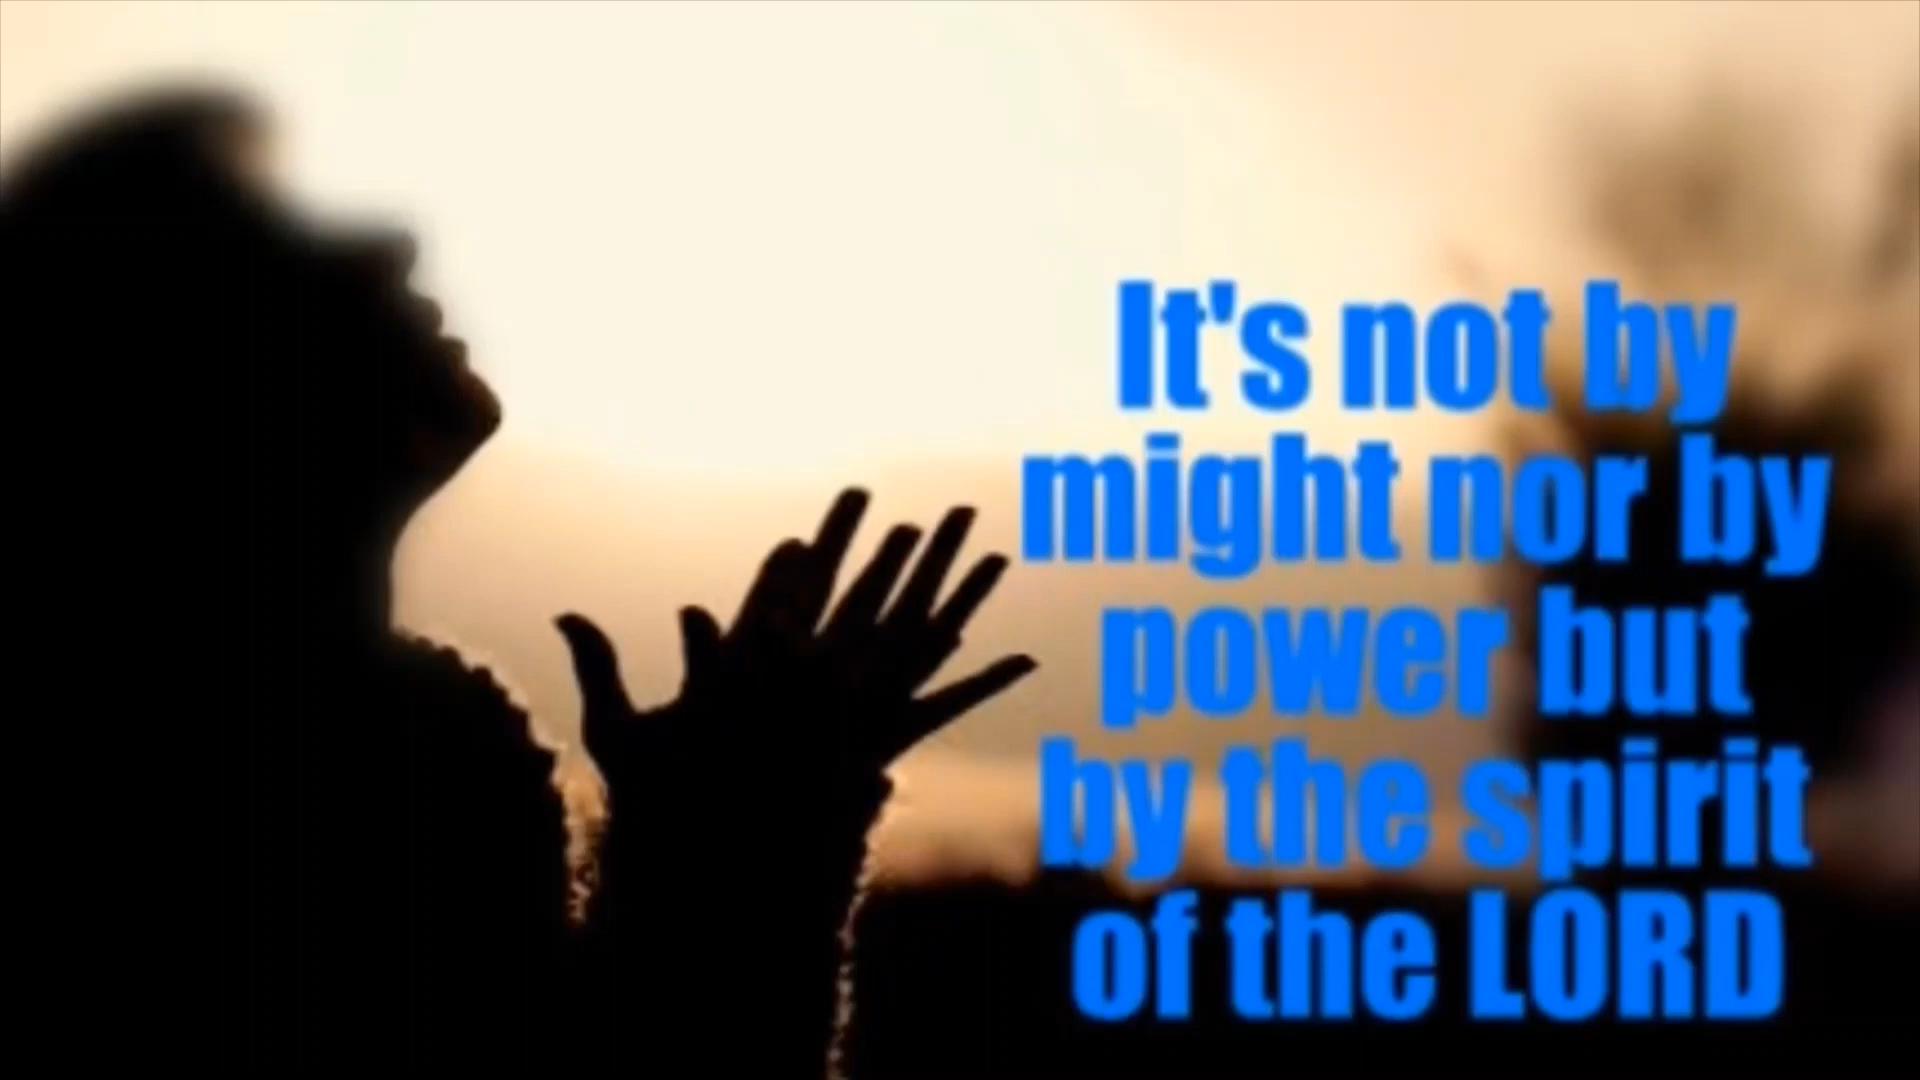 It's not by
might nor by
power but
by the spirit
of the LORD